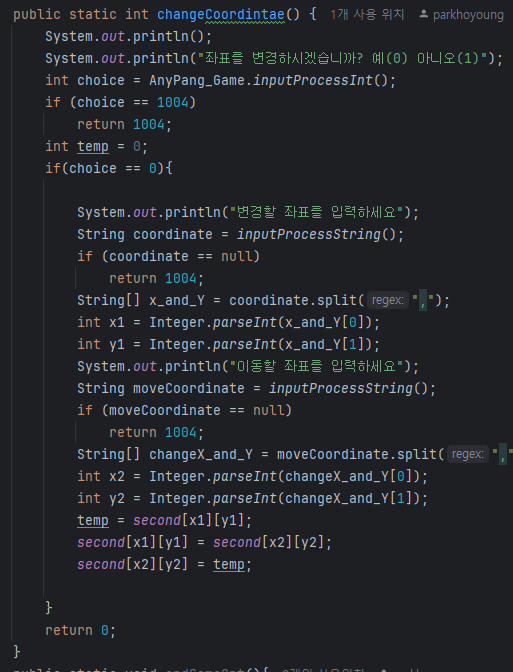 public static int changeCoordintae() { 1개 사용 위치 parkhoyoung
System.out.println();
System.out.println("좌표를 변경하시겠습니까? 예(0) 아니오(1)");
int choice = AnyPang_Game.inputProcessInt();
if (choice == 1004)
return 1004;
int temp = 0;
if(choice == 0){
System.out.println("변경할 좌표를 입력하세요");
String coordinate = inputProcessString();
if (coordinate == null)
return 1004;
String[] x_and_Y = coordinate.split( regex: ",");
int x1 = Integer.parseInt(x_and_Y[0]);
int y1 = Integer.parseInt(x_and_Y[1]);
System.out.println("이동할 좌표를 입력하세요");
String moveCoordinate = inputProcessString();
if (moveCoordinate == null)
return 1004;
String[] changeX_and_Y = moveCoordinate.split( regex: ","
int x2 = Integer.parseInt(changeX_and_Y[0]);
int y2 = Integer.parseInt(changeX_and_Y[1]);
temp = second[x1][y1];
second[x1][y1] = second[x2][y2];
second[x2][y2] = temp;
}
return 0;
}